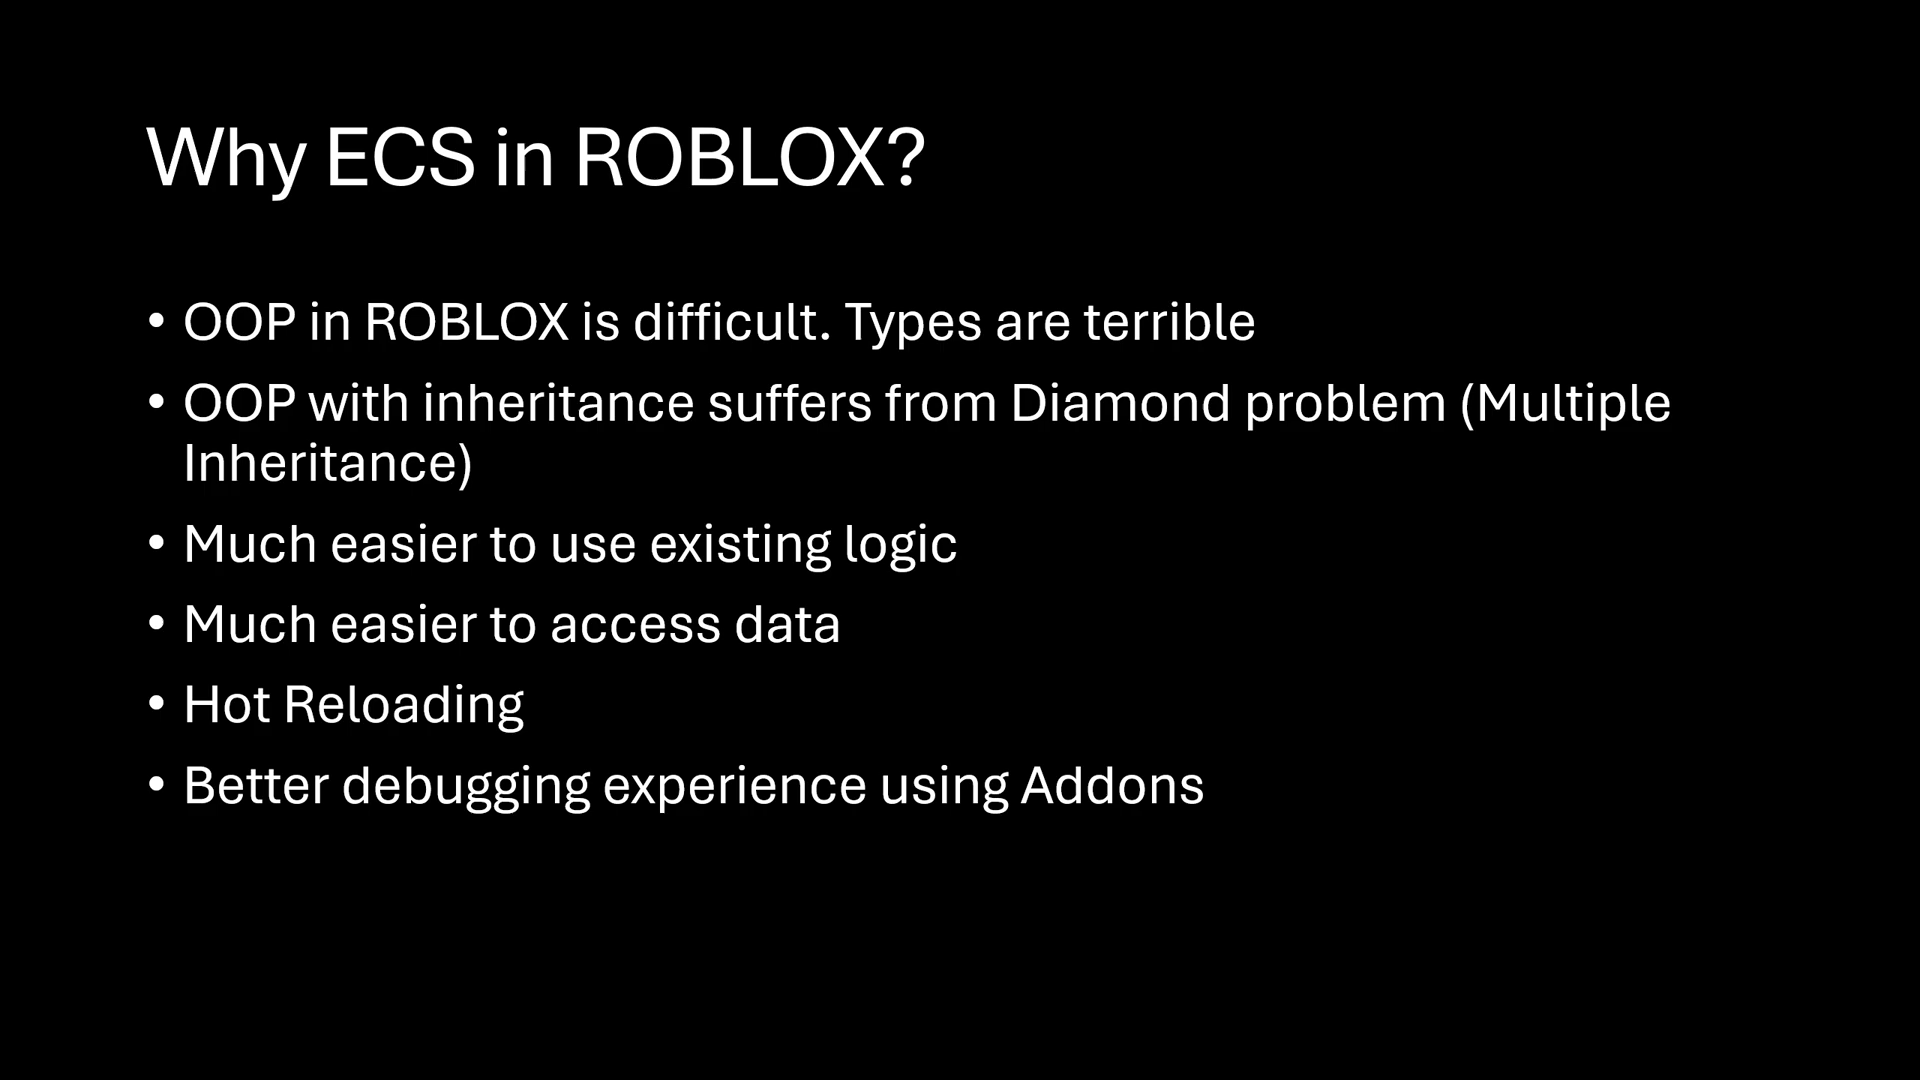 Why ECS in ROBLOX?
• OOP in ROBLOX is difficult. Types are terrible
• OOP with inheritance suffers from Diamond problem (Multiple
Inheritance)
• Much easier to use existing logic
• Much easier to access data
• Hot Reloading
• Better debugging experience using Addons